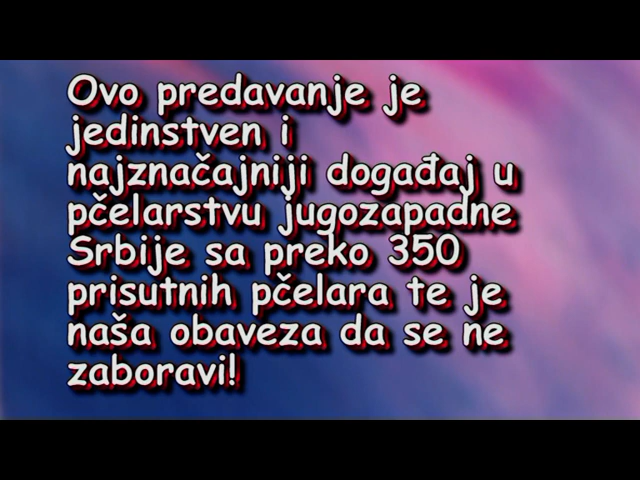 Ovo predavanje je
jedinstven i
najznačajniji događaj u
pčelarstvu jugozapadne
Srbije sa preko 350
prisutnih pčelara te je
naša obaveza da se ne
zaboravi!